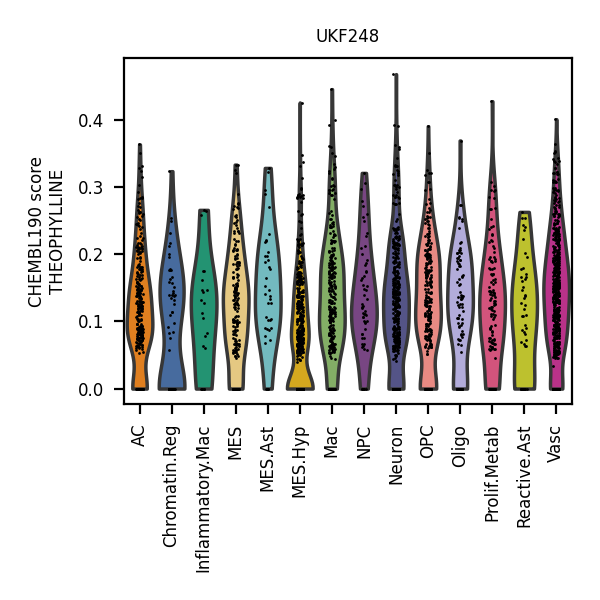 UKF248
CHEMBL190 score
THEOPHYLLINE
0.4
0.3
0.2
0.1
0.0
AC
Chromatin.Reg
Inflammatory.Mac
MES
MES.Ast
MES.Hyp
Mac
NPC
Neuron
OPC
Oligo
Prolif.Metab
Reactive.Ast
Vasc